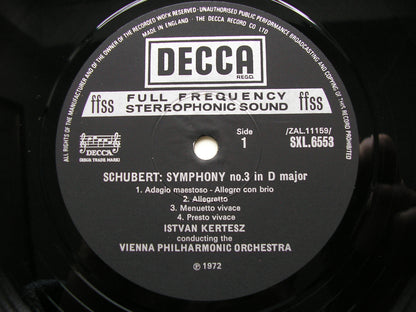 ALL RIGHTS OF THE MANUFACTURER AND OF THE OWNER OF THE RECORDED WORK RESERVED · UNAUTHORISED PUBLIC PERFORMANCE BROADCASTING AND COPYING OF THIS RECORD PROHIBITED
MADE IN ENGLAND · THE DECCA RECORD CO LTD
DECCA
REGD.
ffss FULL FREQUENCY ffss
STEREOPHONIC SOUND
DECCA
(REGD. TRADE MARK)
Side
1
/ZAL.11159/
SXL.6553
SCHUBERT: SYMPHONY no.3 in D major
1. Adagio maestoso - Allegro con brio
2. Allegretto
3. Menuetto vivace
4. Presto vivace
ISTVAN KERTESZ
conducting the
VIENNA PHILHARMONIC ORCHESTRA
℗ 1972